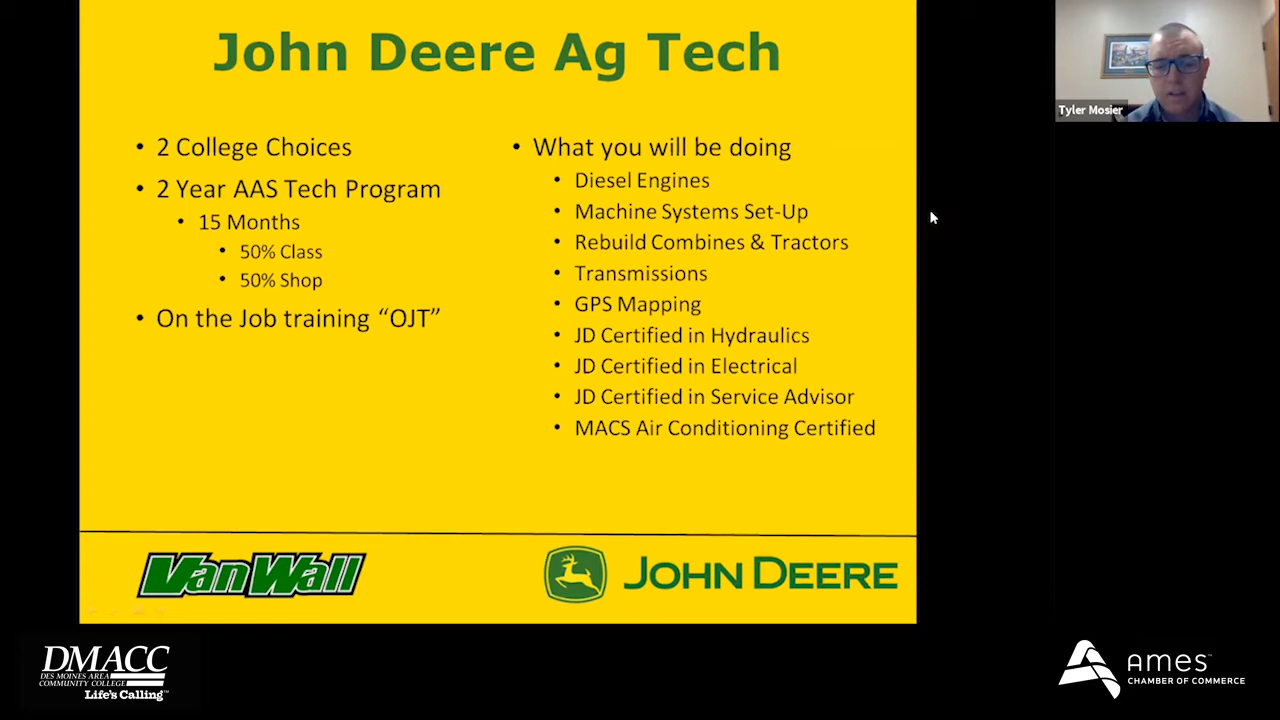 John Deere Ag Tech
• 2 College Choices
• 2 Year AAS Tech Program
• 15 Months
• 50% Class
• 50% Shop
• On the Job training “OJT”
• What you will be doing
• Diesel Engines
• Machine Systems Set-Up
• Rebuild Combines & Tractors
• Transmissions
• GPS Mapping
• JD Certified in Hydraulics
• JD Certified in Electrical
• JD Certified in Service Advisor
• MACS Air Conditioning Certified
VanWall
JOHN DEERE
Tyler Mosier
DMACC
DES MOINES AREA
COMMUNITY COLLEGE
Life's Calling™
AMES™
CHAMBER OF COMMERCE